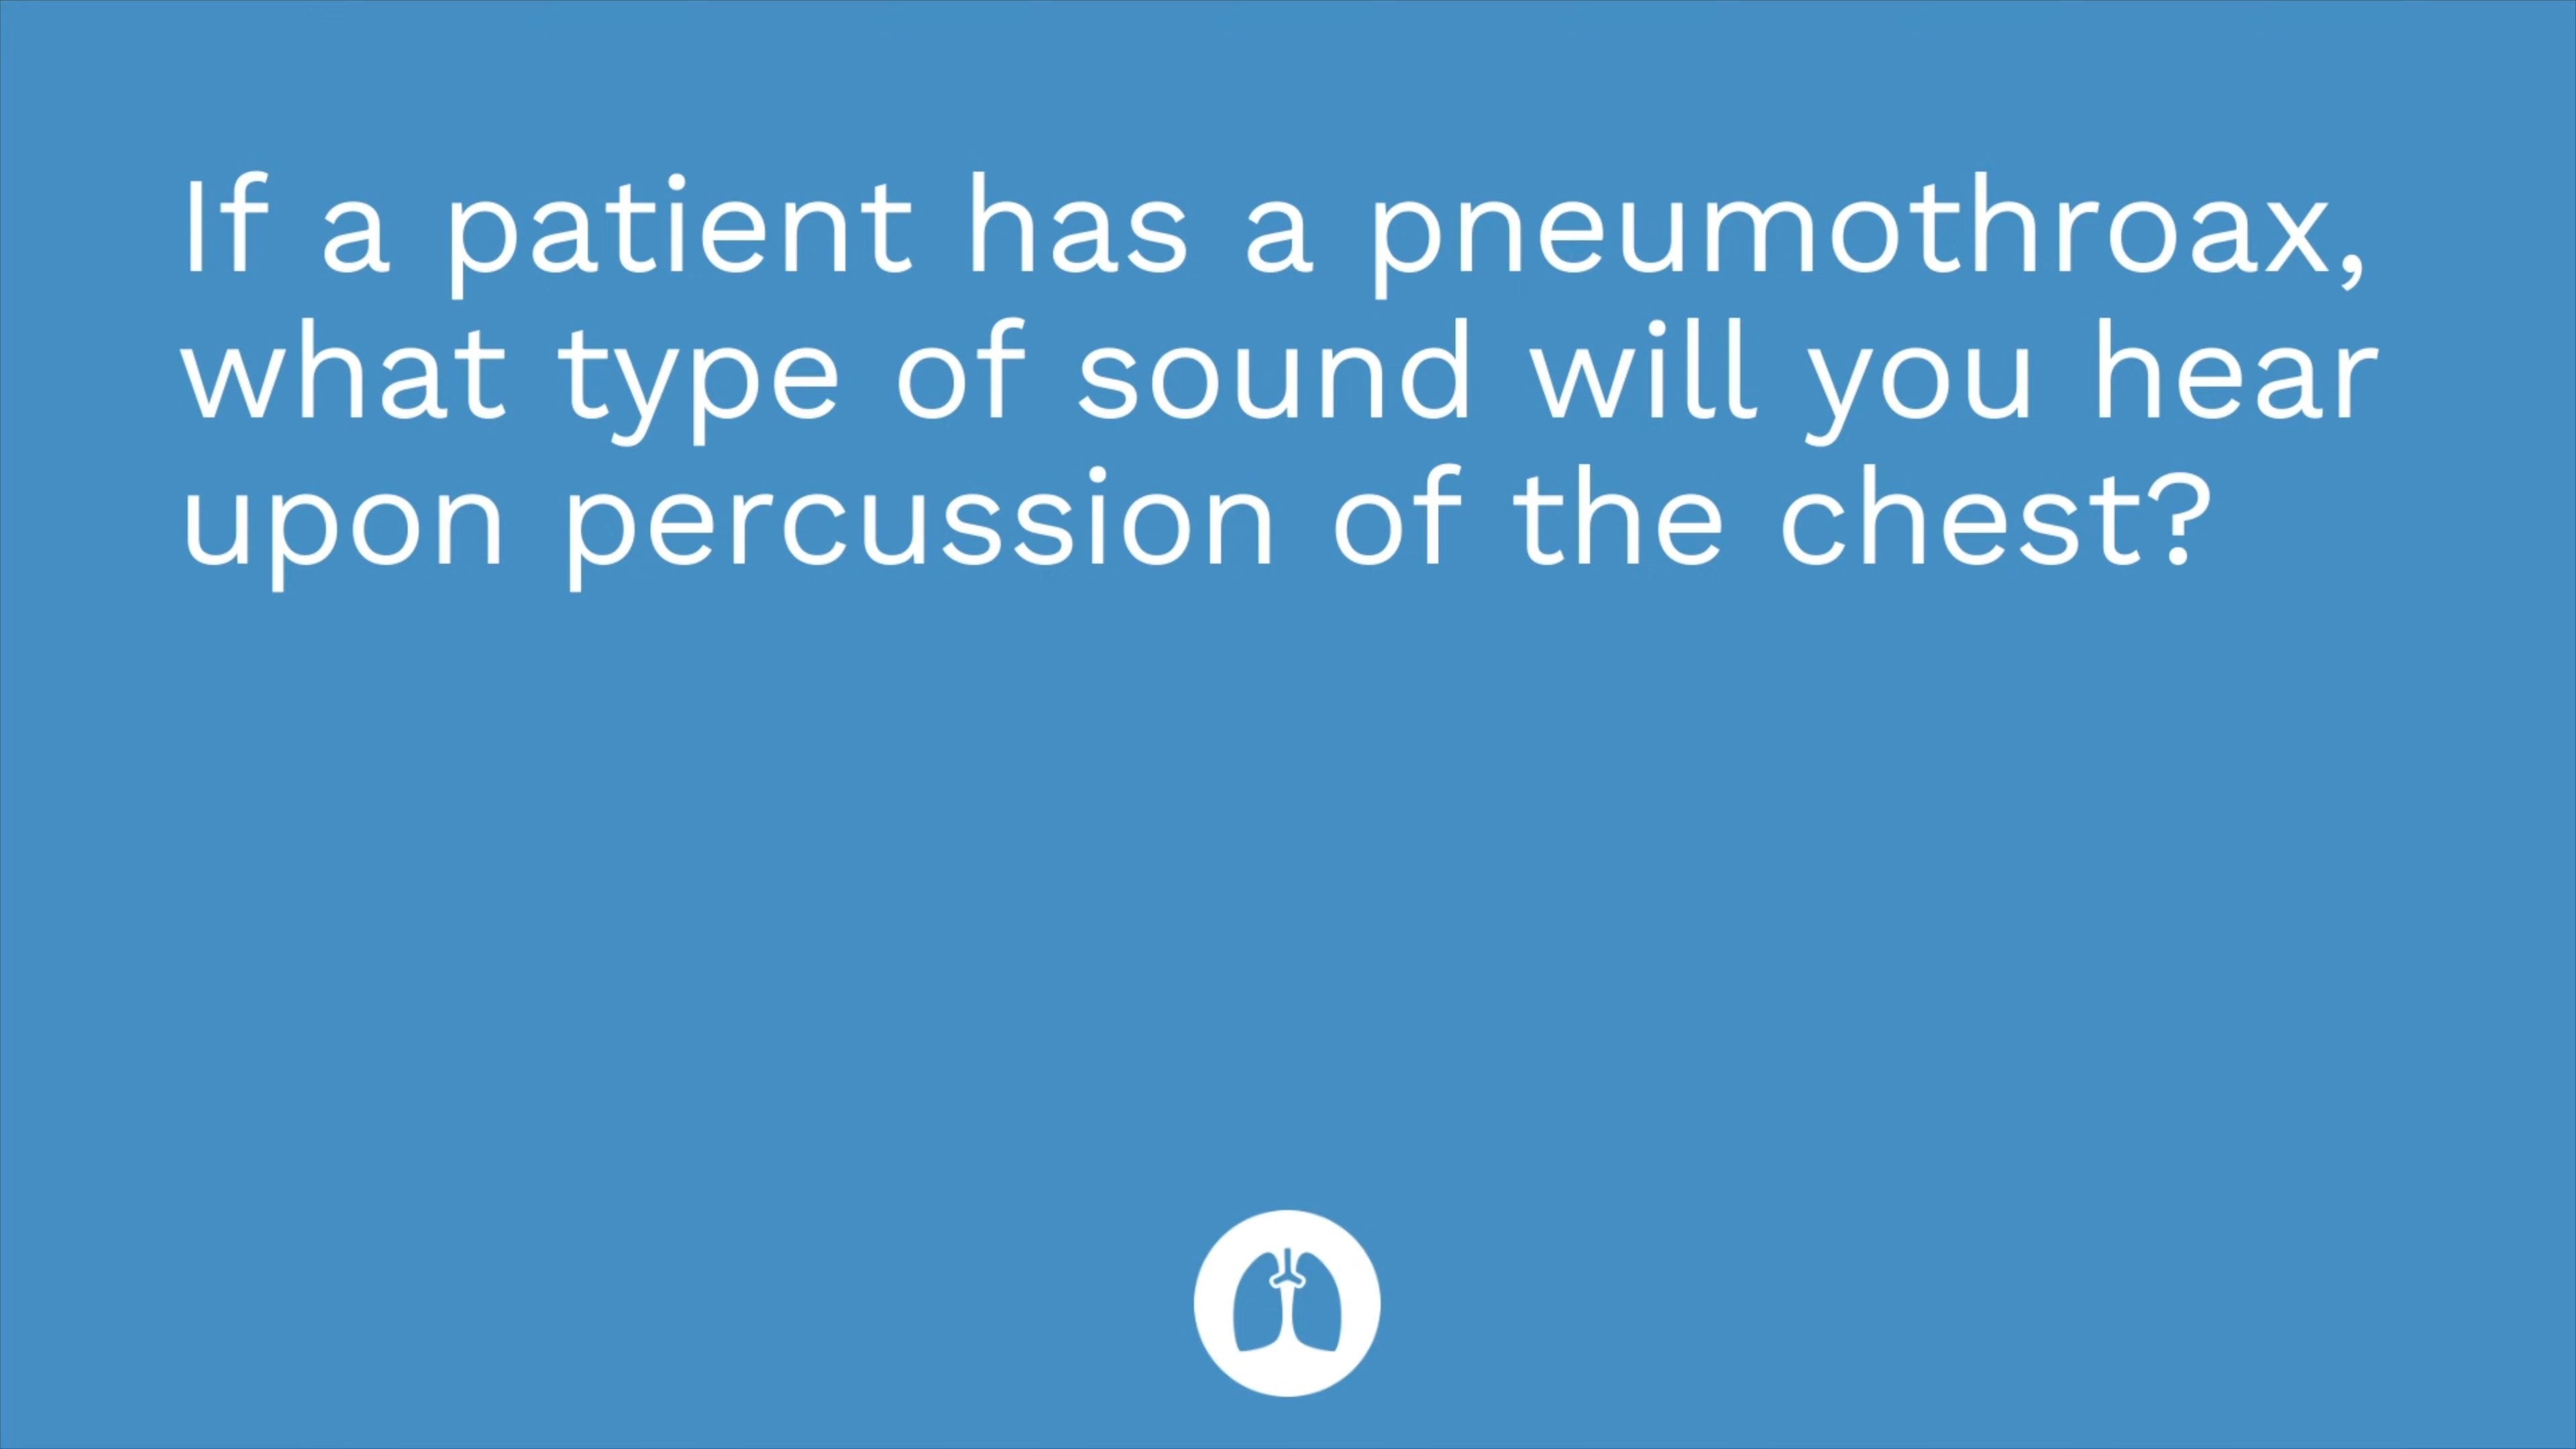 If a patient has a pneumothroax,
what type of sound will you hear
upon percussion of the chest?